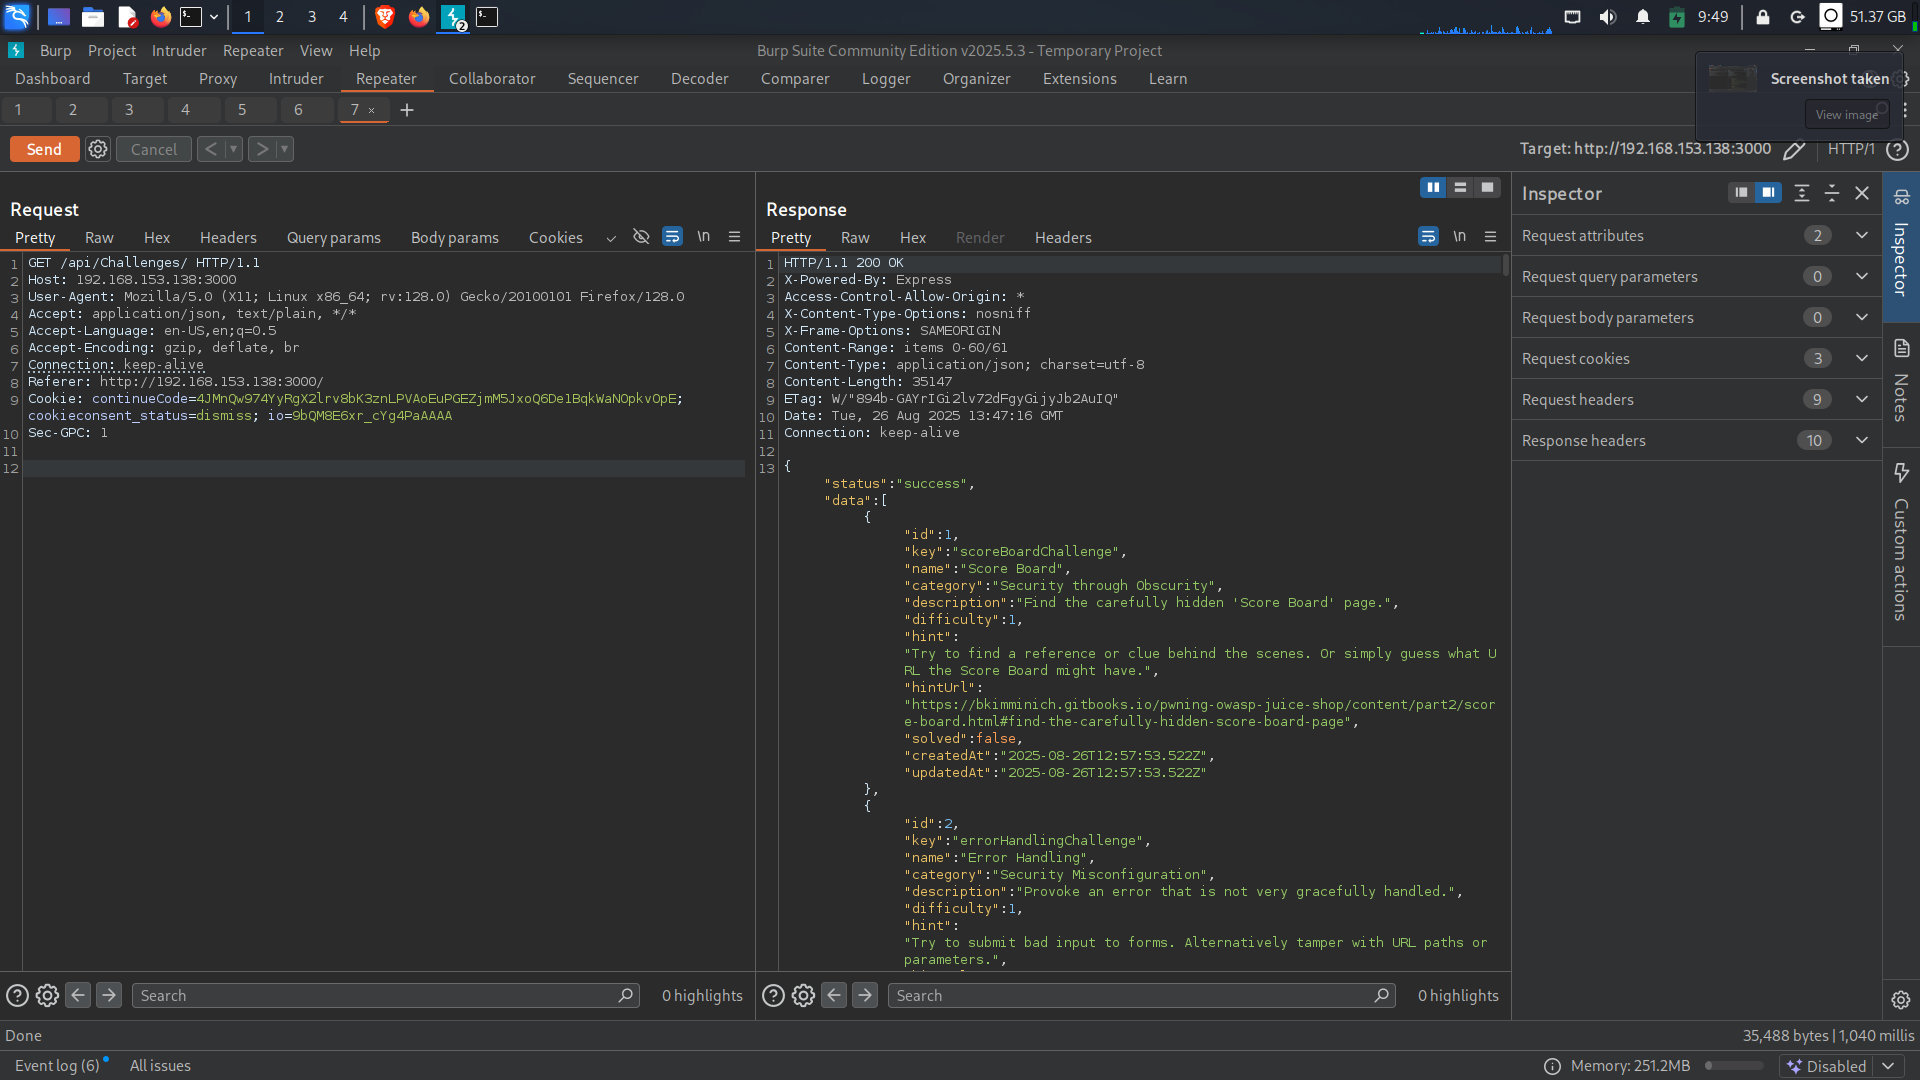 1 2 3 4 2 9:49 51.37 GB
Burp Project Intruder Repeater View Help Burp Suite Community Edition v2025.5.3 - Temporary Project
Dashboard Target Proxy Intruder Repeater Collaborator Sequencer Decoder Comparer Logger Organizer Extensions Learn
Screenshot taken
View image
1 2 3 4 5 6 7 × +
Send Cancel < > Target: http://192.168.153.138:3000 HTTP/1 ?
Request
Pretty Raw Hex Headers Query params Body params Cookies \n
1 GET /api/Challenges/ HTTP/1.1
2 Host: 192.168.153.138:3000
3 User-Agent: Mozilla/5.0 (X11; Linux x86_64; rv:128.0) Gecko/20100101 Firefox/128.0
4 Accept: application/json, text/plain, */*
5 Accept-Language: en-US,en;q=0.5
6 Accept-Encoding: gzip, deflate, br
7 Connection: keep-alive
8 Referer: http://192.168.153.138:3000/
9 Cookie: continueCode=4JMnQw974YyRgX2lrv8bK3znLPVAoEuPGEZjmM5JxoQ6De1BqkWaNOpkvOpE;
cookieconsent_status=dismiss; io=9bQM8E6xr_cYg4PaAAAA
10 Sec-GPC: 1
11
12
Response
Pretty Raw Hex Render Headers \n
1 HTTP/1.1 200 OK
2 X-Powered-By: Express
3 Access-Control-Allow-Origin: *
4 X-Content-Type-Options: nosniff
5 X-Frame-Options: SAMEORIGIN
6 Content-Range: items 0-60/61
7 Content-Type: application/json; charset=utf-8
8 Content-Length: 35147
9 ETag: W/"894b-GAYrIGi2lv72dFgyGijyJb2AuIQ"
10 Date: Tue, 26 Aug 2025 13:47:16 GMT
11 Connection: keep-alive
12
13 {
"status":"success",
"data":[
{
"id":1,
"key":"scoreBoardChallenge",
"name":"Score Board",
"category":"Security through Obscurity",
"description":"Find the carefully hidden 'Score Board' page.",
"difficulty":1,
"hint":
"Try to find a reference or clue behind the scenes. Or simply guess what U
RL the Score Board might have.",
"hintUrl":
"https://bkimminich.gitbooks.io/pwning-owasp-juice-shop/content/part2/scor
e-board.html#find-the-carefully-hidden-score-board-page",
"solved":false,
"createdAt":"2025-08-26T12:57:53.522Z",
"updatedAt":"2025-08-26T12:57:53.522Z"
},
{
"id":2,
"key":"errorHandlingChallenge",
"name":"Error Handling",
"category":"Security Misconfiguration",
"description":"Provoke an error that is not very gracefully handled.",
"difficulty":1,
"hint":
"Try to submit bad input to forms. Alternatively tamper with URL paths or
parameters.",
Inspector
Request attributes 2
Request query parameters 0
Request body parameters 0
Request cookies 3
Request headers 9
Response headers 10
Inspector
Notes
Custom actions
? Search 0 highlights
? Search 0 highlights
Done 35,488 bytes | 1,040 millis
Event log (6) All issues Memory: 251.2MB Disabled